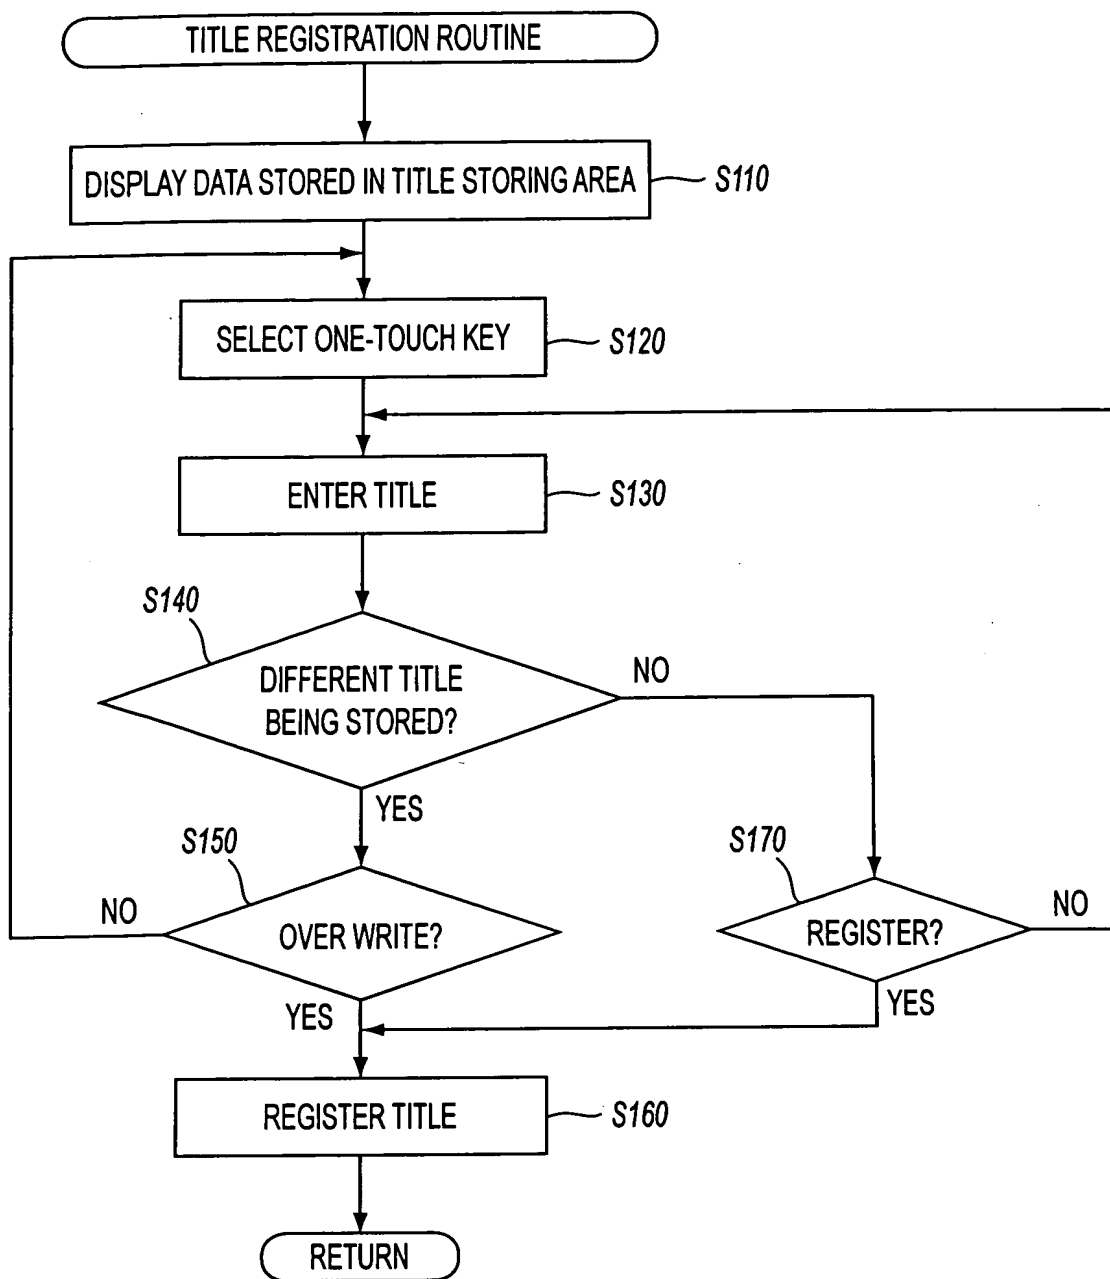 TITLE REGISTRATION ROUTINE
DISPLAY DATA STORED IN TITLE STORING AREA
S110
SELECT ONE-TOUCH KEY
S120
ENTER TITLE
S130
S140
DIFFERENT TITLE
BEING STORED?
NO
YES
S150
S170
NO
OVER WRITE?
REGISTER?
NO
YES
YES
REGISTER TITLE
S160
RETURN